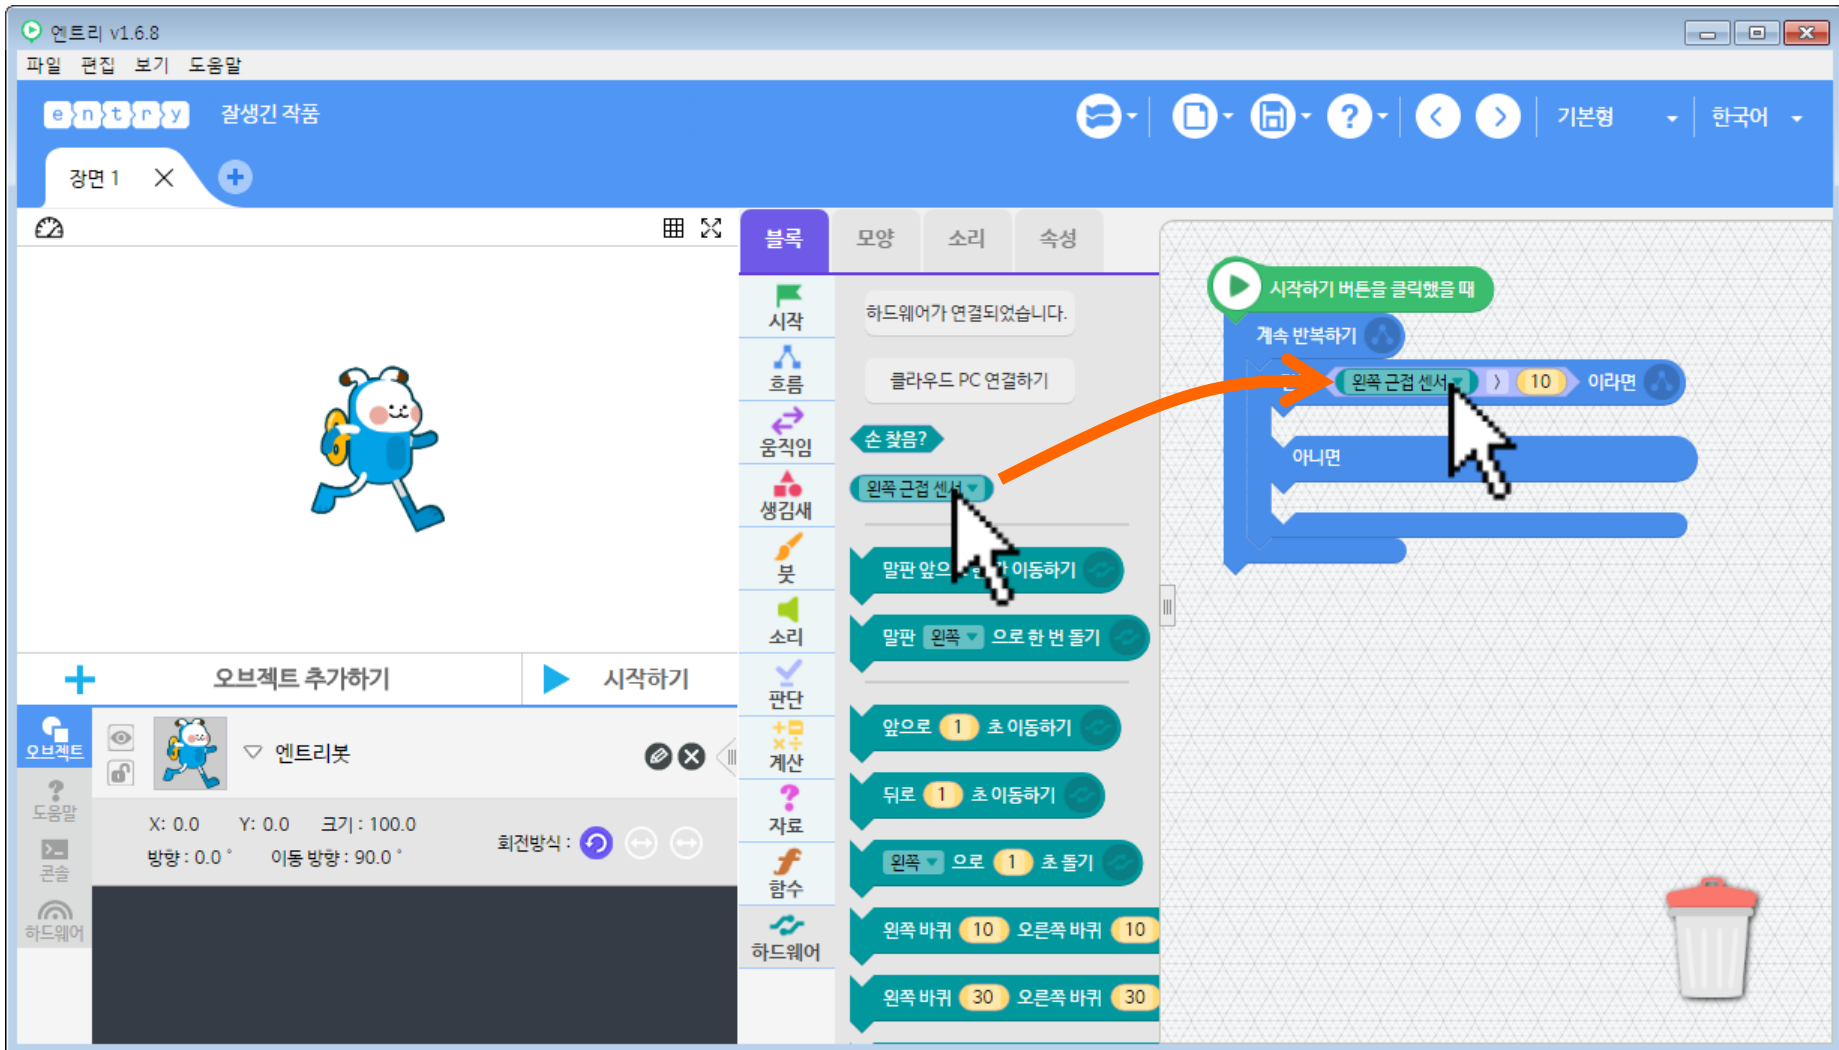 엔트리 v1.6.8
파일 편집 보기 도움말
entry 잘생긴 작품
기본형 한국어
장면 1
블록 모양 소리 속성
시작
흐름
움직임
생김새
붓
소리
판단
계산
자료
함수
하드웨어
하드웨어가 연결되었습니다.
클라우드 PC 연결하기
손 찾음?
왼쪽 근접 센서
말판 이동하기
말판 왼쪽 으로 한 번 돌기
앞으로 1 초 이동하기
뒤로 1 초 이동하기
왼쪽 으로 1 초 돌기
왼쪽 바퀴 10 오른쪽 바퀴 10
왼쪽 바퀴 30 오른쪽 바퀴 30
시작하기 버튼을 클릭했을 때
계속 반복하기
왼쪽 근접 센서 > 10 이라면
아니면
오브젝트 추가하기 시작하기
오브젝트
도움말
콘솔
하드웨어
엔트리봇
X: 0.0 Y: 0.0 크기 : 100.0
방향 : 0.0 ° 이동 방향 : 90.0 °
회전방식 :